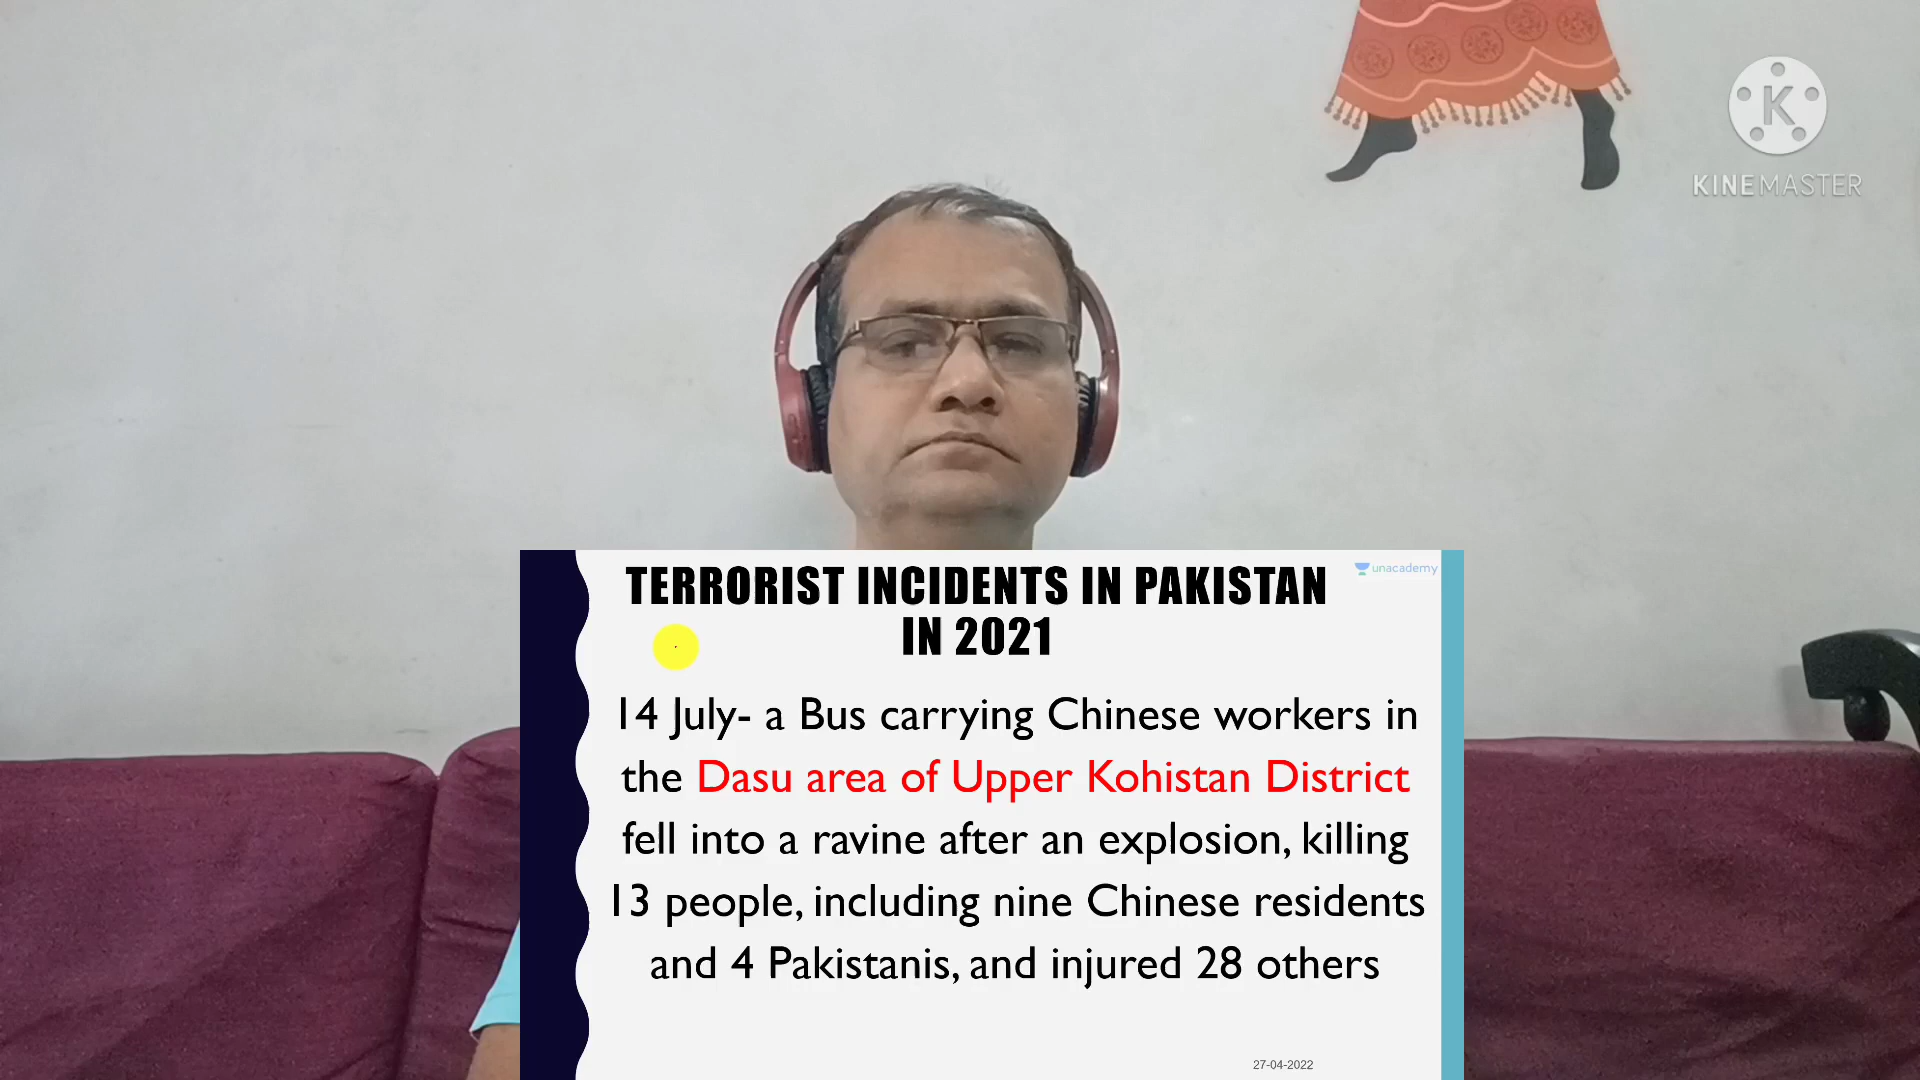 K
KINEMASTER
unacademy
TERRORIST INCIDENTS IN PAKISTAN
IN 2021
14 July- a Bus carrying Chinese workers in
the Dasu area of Upper Kohistan District
fell into a ravine after an explosion, killing
13 people, including nine Chinese residents
and 4 Pakistanis, and injured 28 others
27-04-2022